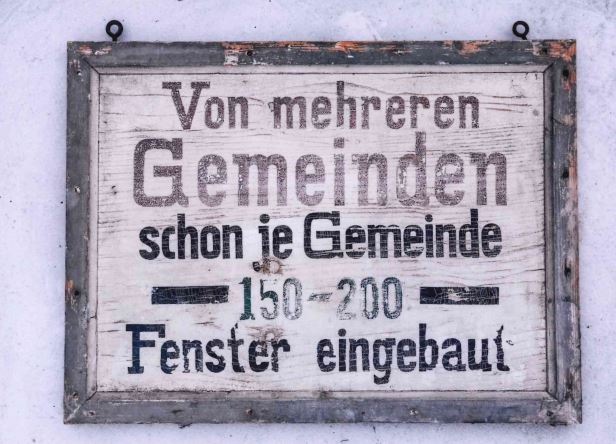 Von mehreren
Gemeinden
schon je Gemeinde
150-200
Fenster eingebaut